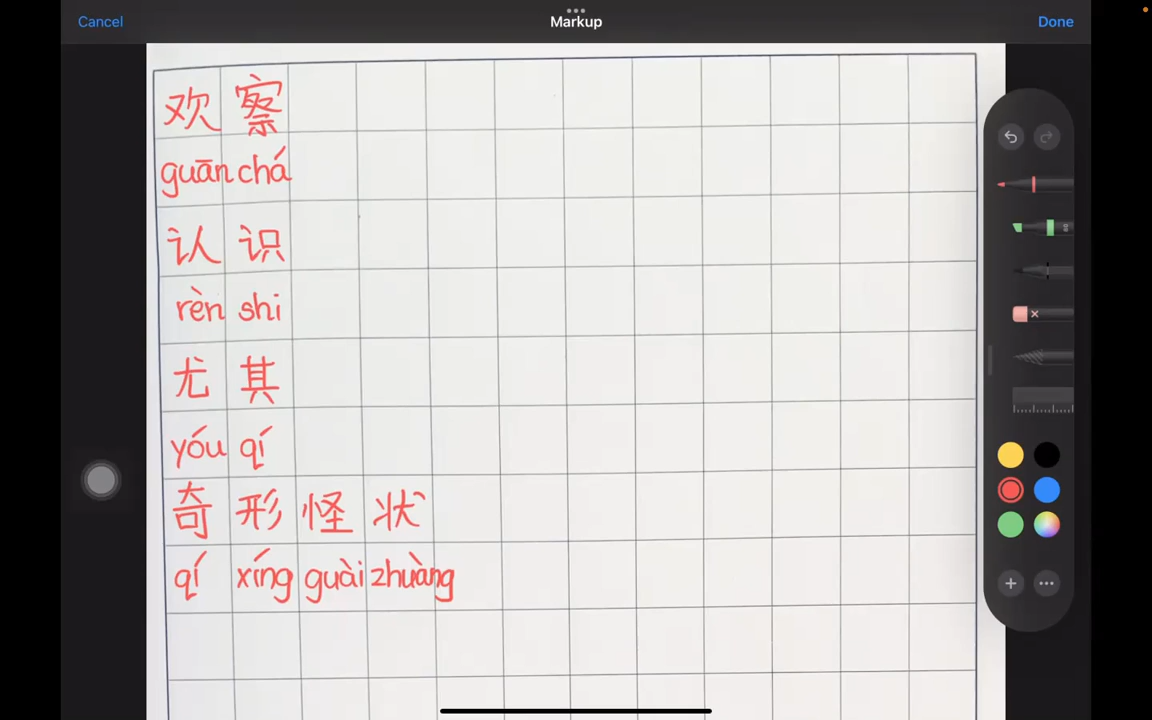 Cancel
Markup
Done
欢察
guān chá
认识
rèn shi
尤其
yóu qí
奇形怪状
qí xíng guài zhuàng